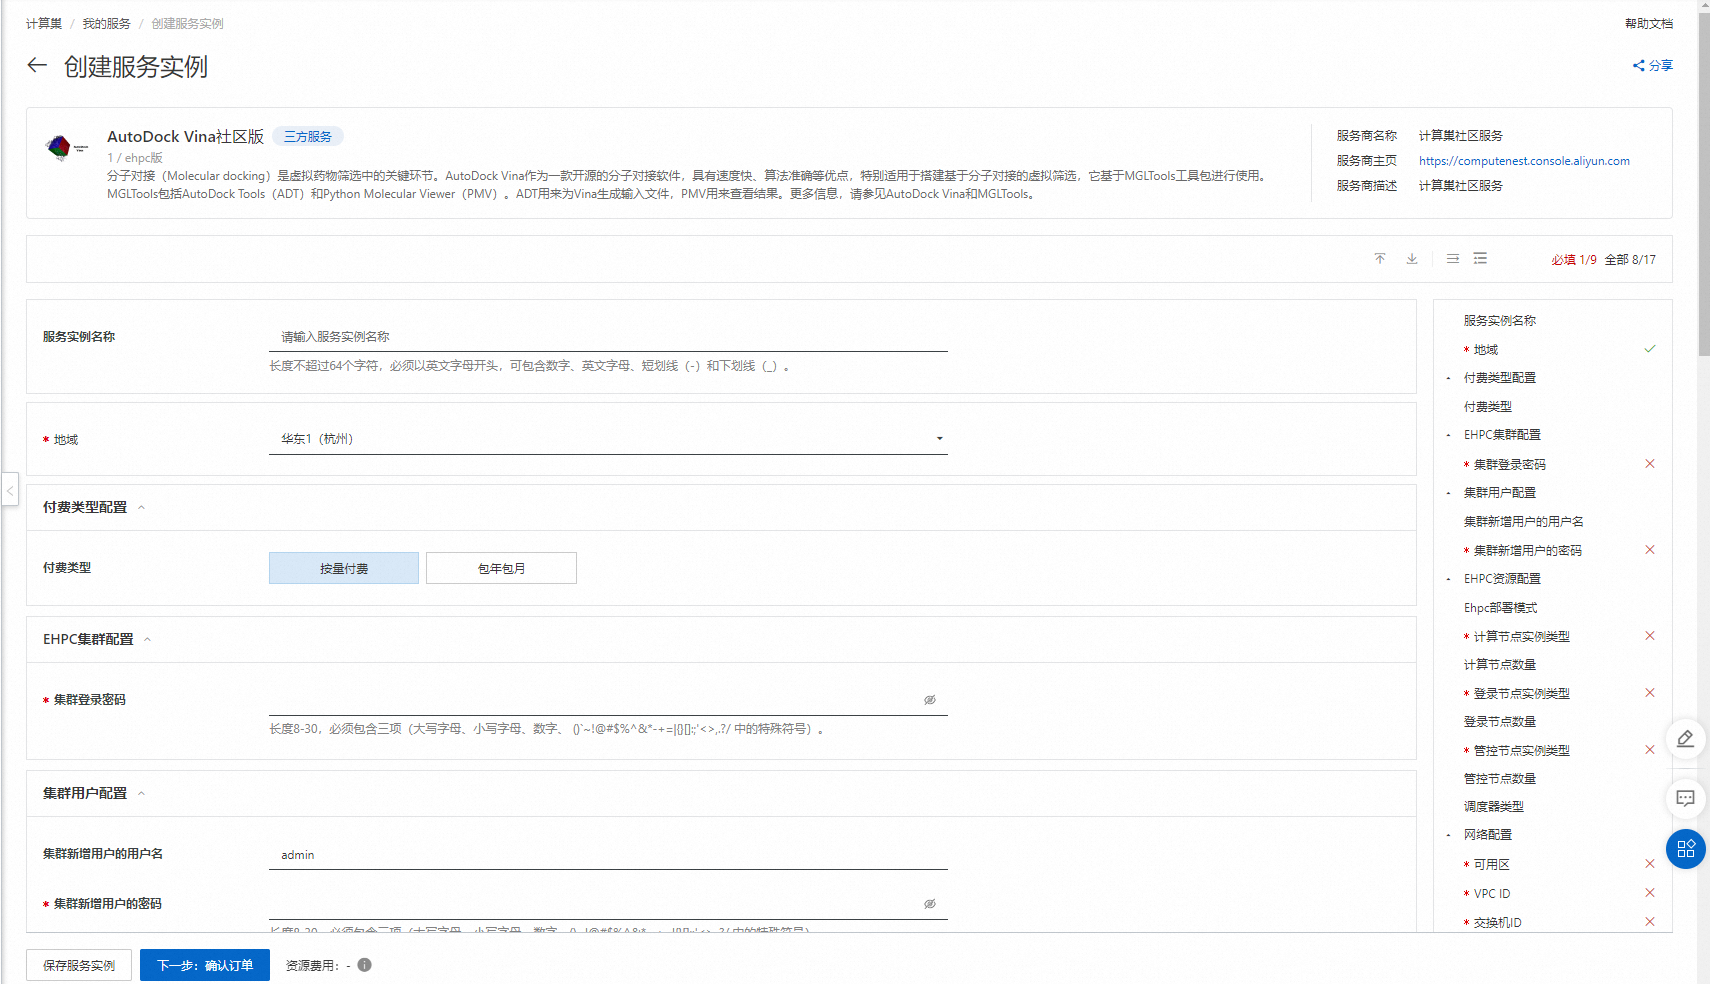 计算巢 / 我的服务 / 创建服务实例
帮助文档
创建服务实例
分享
AutoDock Vina社区版 三方服务
1 / ehpc版
分子对接（Molecular docking）是虚拟药物筛选中的关键环节。AutoDock Vina作为一款开源的分子对接软件，具有速度快、算法准确等优点，特别适用于搭建基于分子对接的虚拟筛选，它基于MGLTools工具包进行使用。
MGLTools包括AutoDock Tools（ADT）和Python Molecular Viewer（PMV）。ADT用来为Vina生成输入文件，PMV用来查看结果。更多信息，请参见AutoDock Vina和MGLTools。
服务商名称 计算巢社区服务
服务商主页 https://computenest.console.aliyun.com
服务商描述 计算巢社区服务
必填 1/9 全部 8/17
服务实例名称
请输入服务实例名称
长度不超过64个字符，必须以英文字母开头，可包含数字、英文字母、短划线（-）和下划线（_）。
* 地域
华东1（杭州）
付费类型配置
付费类型
按量付费
包年包月
EHPC集群配置
* 集群登录密码
长度8-30，必须包含三项（大写字母、小写字母、数字、 ()`~!@#$%^&*-+=|{}[]:;'<>,.?/ 中的特殊符号）。
集群用户配置
集群新增用户的用户名
admin
* 集群新增用户的密码
服务实例名称
* 地域
付费类型配置
付费类型
EHPC集群配置
* 集群登录密码
集群用户配置
集群新增用户的用户名
* 集群新增用户的密码
EHPC资源配置
Ehpc部署模式
* 计算节点实例类型
计算节点数量
* 登录节点实例类型
登录节点数量
* 管控节点实例类型
管控节点数量
调度器类型
网络配置
* 可用区
* VPC ID
* 交换机ID
保存服务实例
下一步：确认订单
资源费用： -